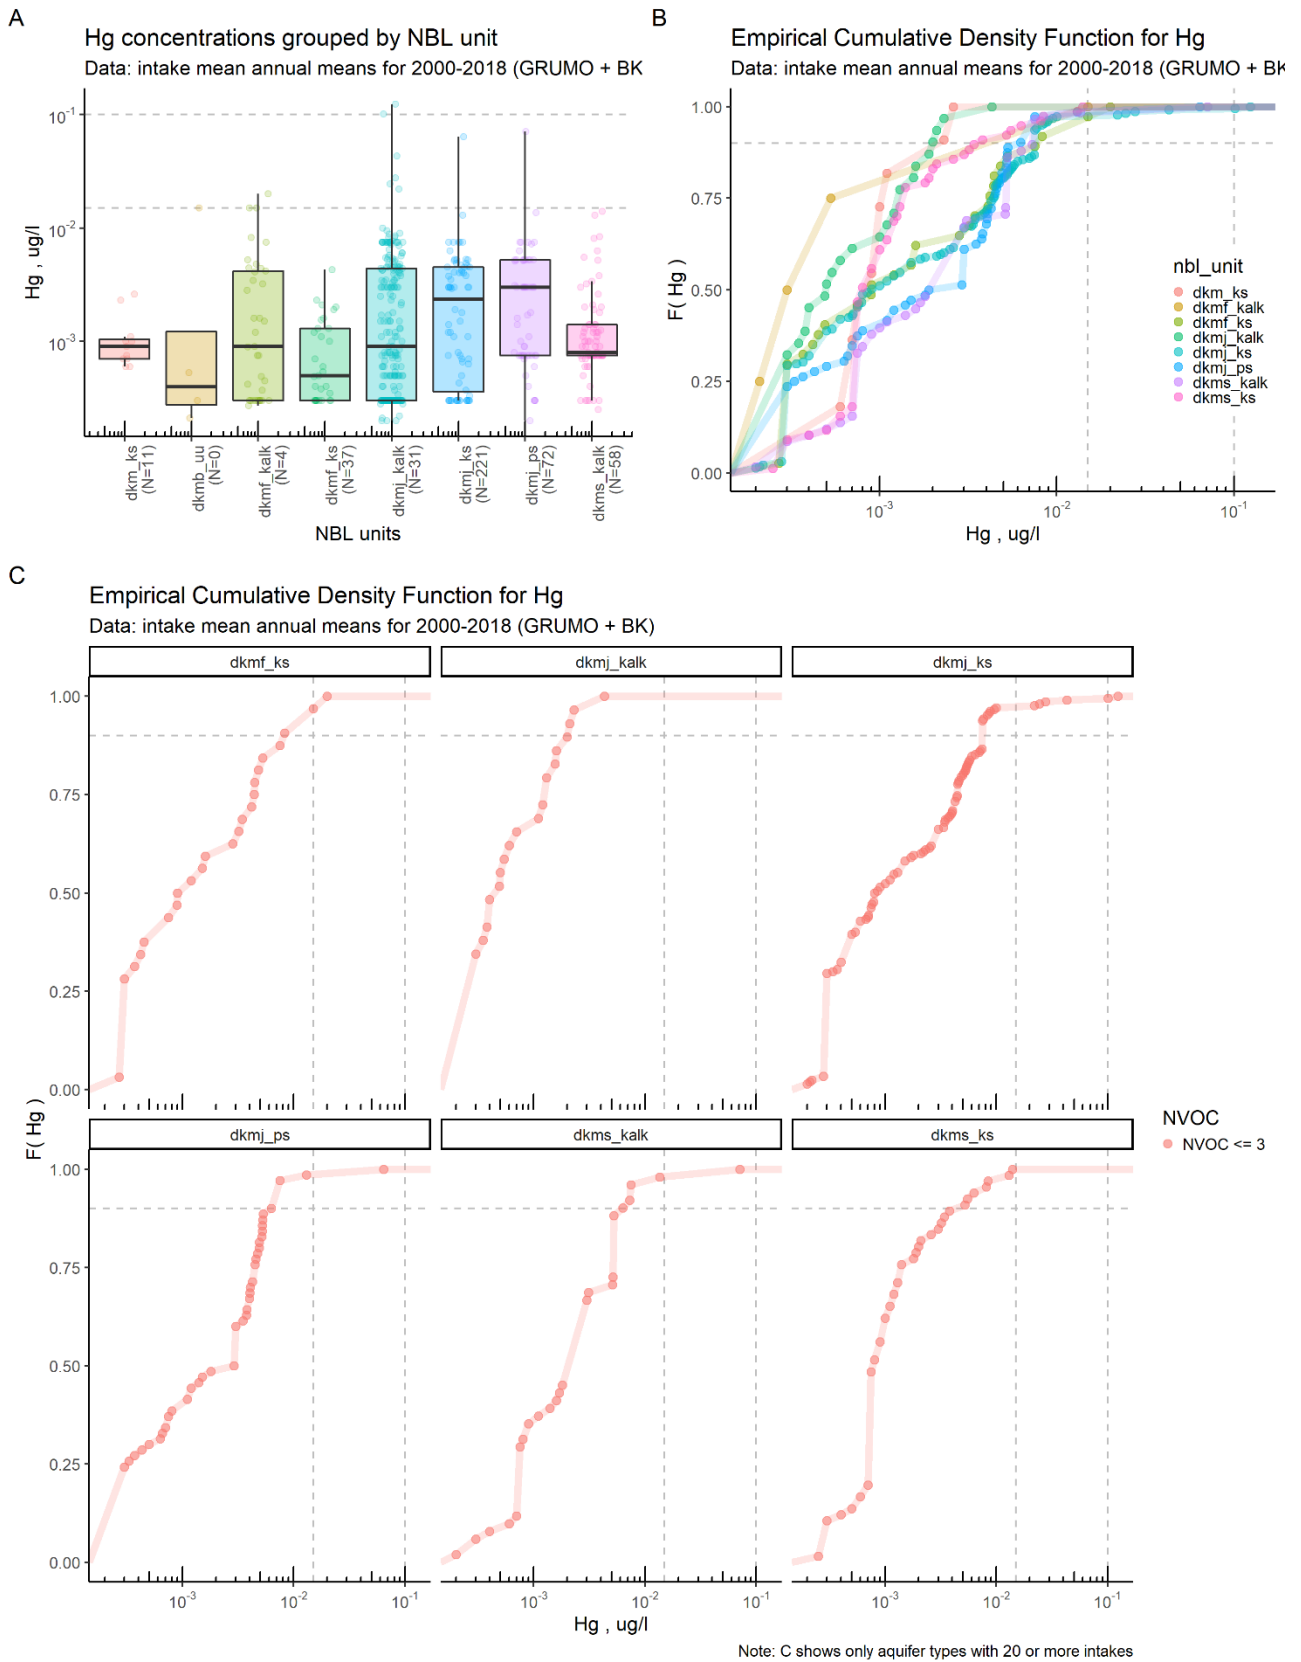 A
Hg concentrations grouped by NBL unit
Data: intake mean annual means for 2000-2018 (GRUMO + BK
Hg , ug/l
10⁻¹
10⁻²
10⁻³
dkm_ks
(N=11)
dkmb_uu
(N=0)
dkmf_kalk
(N=4)
dkmf_ks
(N=37)
dkmj_kalk
(N=31)
dkmj_ks
(N=221)
dkmj_ps
(N=72)
dkms_kalk
(N=58)
NBL units
B
Empirical Cumulative Density Function for Hg
Data: intake mean annual means for 2000-2018 (GRUMO + BK
F( Hg )
1.00
0.75
0.50
0.25
0.00
10⁻³
10⁻²
10⁻¹
Hg , ug/l
nbl_unit
dkm_ks
dkmf_kalk
dkmf_ks
dkmj_kalk
dkmj_ks
dkmj_ps
dkms_kalk
dkms_ks
C
Empirical Cumulative Density Function for Hg
Data: intake mean annual means for 2000-2018 (GRUMO + BK)
dkmf_ks
dkmj_kalk
dkmj_ks
1.00
0.75
0.50
0.25
0.00
F( Hg )
dkmj_ps
dkms_kalk
dkms_ks
1.00
0.75
0.50
0.25
0.00
10⁻³
10⁻²
10⁻¹
10⁻³
10⁻²
10⁻¹
10⁻³
10⁻²
10⁻¹
Hg , ug/l
NVOC
NVOC <= 3
Note: C shows only aquifer types with 20 or more intakes